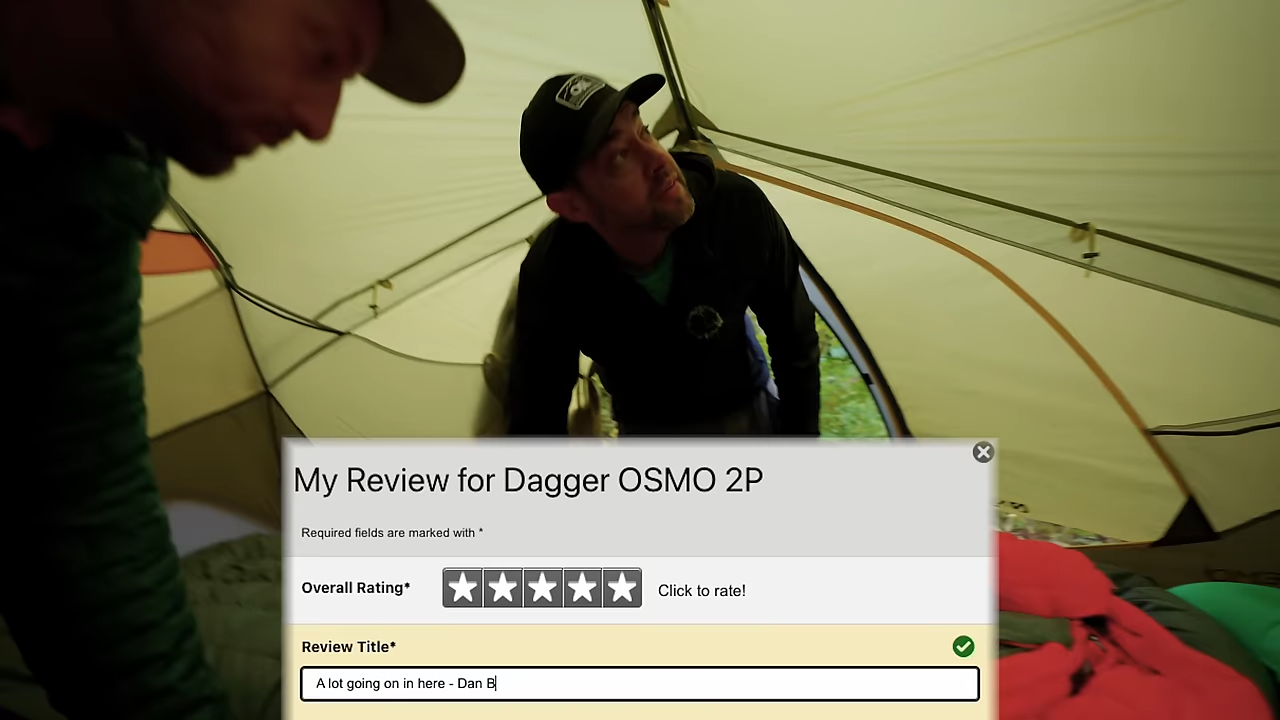 My Review for Dagger OSMO 2P
Required fields are marked with *
Overall Rating*
Click to rate!
Review Title*
A lot going on in here - Dan B